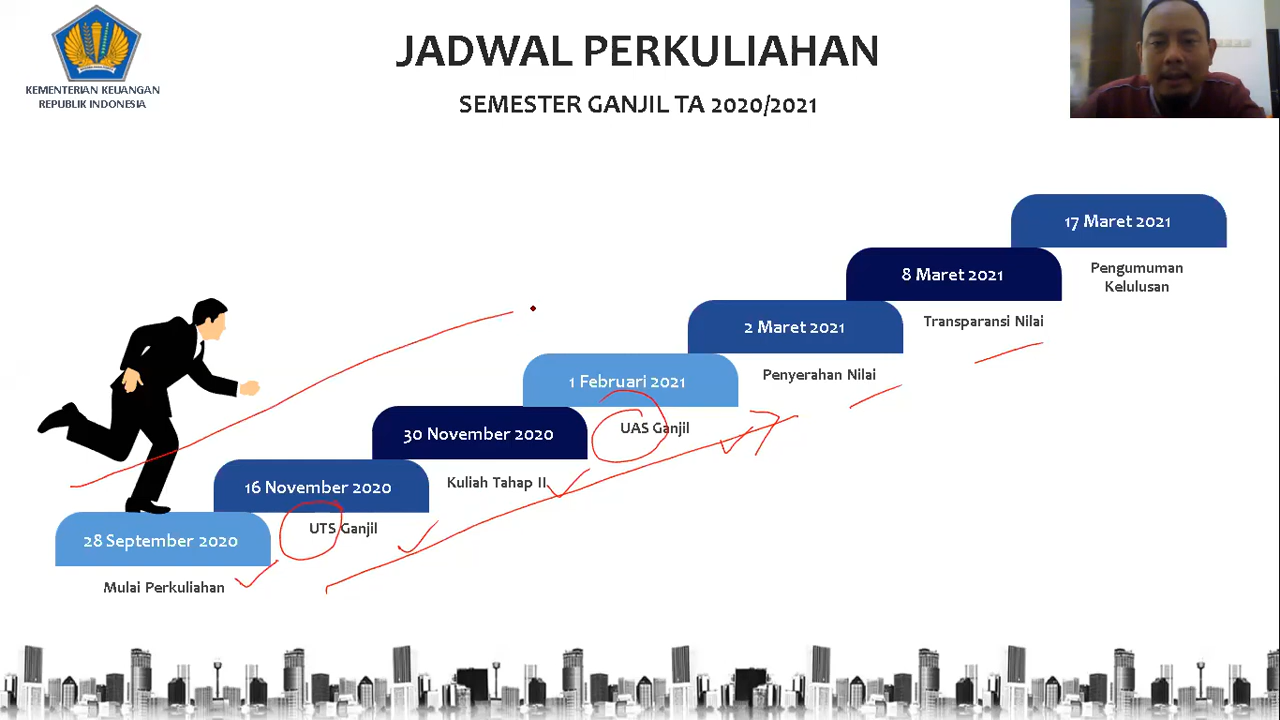 KEMENTERIAN KEUANGAN
REPUBLIK INDONESIA
JADWAL PERKULIAHAN
SEMESTER GANJIL TA 2020/2021
28 September 2020
Mulai Perkuliahan
16 November 2020
UTS Ganjil
30 November 2020
Kuliah Tahap II
1 Februari 2021
UAS Ganjil
2 Maret 2021
Penyerahan Nilai
8 Maret 2021
Transparansi Nilai
17 Maret 2021
Pengumuman
Kelulusan